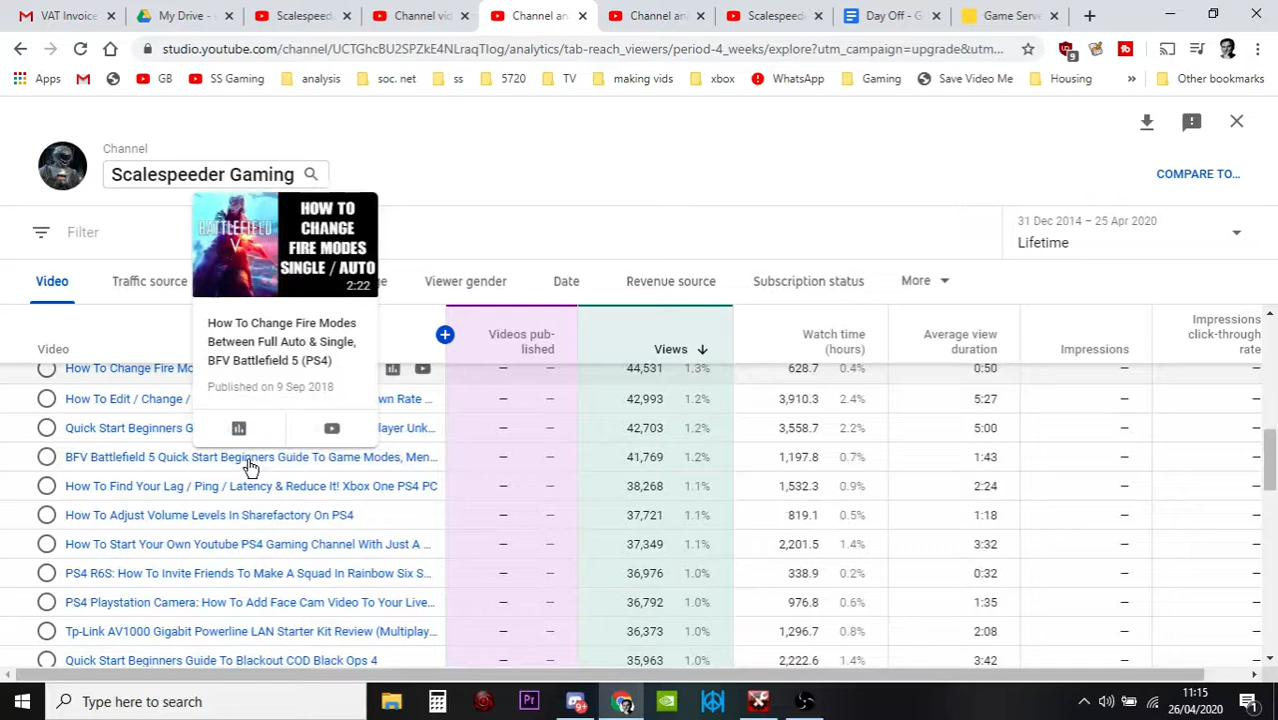 VAT Invoice
My Drive -
Scalespeed
Channel vid
Channel an
Channel an
Scalespeed
Day Off - G
Game Serve
studio.youtube.com/channel/UCTGhcBU2SPZkE4NLraqTIog/analytics/tab-reach_viewers/period-4_weeks/explore?utm_campaign=upgrade&utm...
9
Apps
GB
SS Gaming
analysis
soc. net
ss
5720
TV
making vids
xbox
WhatsApp
Gaming
Save Video Me
Housing
»
Other bookmarks
Channel
Scalespeeder Gaming
COMPARE TO...
Filter
31 Dec 2014 – 25 Apr 2020
Lifetime
BATTLEFIELD
V
HOW TO
CHANGE
FIRE MODES
SINGLE / AUTO
2:22
How To Change Fire Modes
Between Full Auto & Single,
BFV Battlefield 5 (PS4)
Published on 9 Sep 2018
Video
Traffic source
ge
Viewer gender
Date
Revenue source
Subscription status
More
Video
Videos pub-
lished
Views
Watch time
(hours)
Average view
duration
Impressions
Impressions
click-through
rate
How To Change Fire Mo 44,531 1.3% 628.7 0.4% 0:50 – –
How To Edit / Change / wn Rate ... – – 42,993 1.2% 3,910.3 2.4% 5:27 – –
Quick Start Beginners G layer Unk... – – 42,703 1.2% 3,558.7 2.2% 5:00 – –
BFV Battlefield 5 Quick Start Beginners Guide To Game Modes, Men... – – 41,769 1.2% 1,197.8 0.7% 1:43 – –
How To Find Your Lag / Ping / Latency & Reduce It! Xbox One PS4 PC – – 38,268 1.1% 1,532.3 0.9% 2:24 – –
How To Adjust Volume Levels In Sharefactory On PS4 – – 37,721 1.1% 819.1 0.5% 1:18 – –
How To Start Your Own Youtube PS4 Gaming Channel With Just A ... – – 37,349 1.1% 2,201.5 1.4% 3:32 – –
PS4 R6S: How To Invite Friends To Make A Squad In Rainbow Six S... – – 36,976 1.0% 338.9 0.2% 0:32 – –
PS4 Playstation Camera: How To Add Face Cam Video To Your Live... – – 36,792 1.0% 976.8 0.6% 1:35 – –
Tp-Link AV1000 Gigabit Powerline LAN Starter Kit Review (Multiplay... – – 36,373 1.0% 1,296.7 0.8% 2:08 – –
Quick Start Beginners Guide To Blackout COD Black Ops 4 – – 35,963 1.0% 2,222.6 1.4% 3:42 – –
Type here to search
Pr
9+
11:15
26/04/2020
1